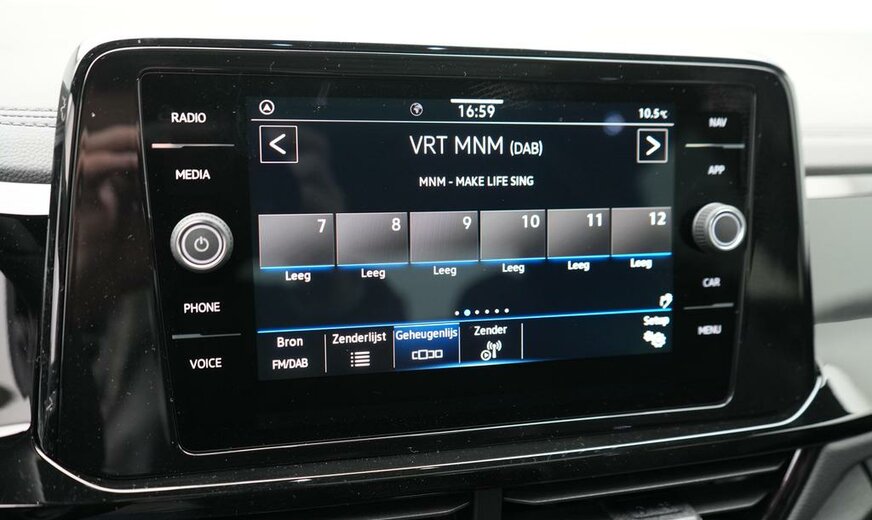 RADIO
MEDIA
PHONE
VOICE
16:59
10.5°C
VRT MNM (DAB)
MNM - MAKE LIFE SING
7 8 9 10 11 12
Leeg Leeg Leeg Leeg Leeg Leeg
Setup
Bron Zenderlijst Geheugenlijs Zender
FM/DAB
NAV
APP
CAR
MENU